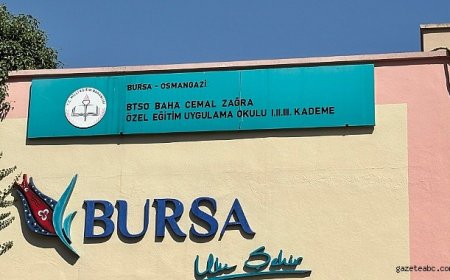 BURSA - OSMANGAZİ
BTSO BAHA CEMAL ZAĞRA
ÖZEL EĞİTİM UYGULAMA OKULU I.II.III. KADEME
BURSA
Ulu Şehir
gazeteabc.com